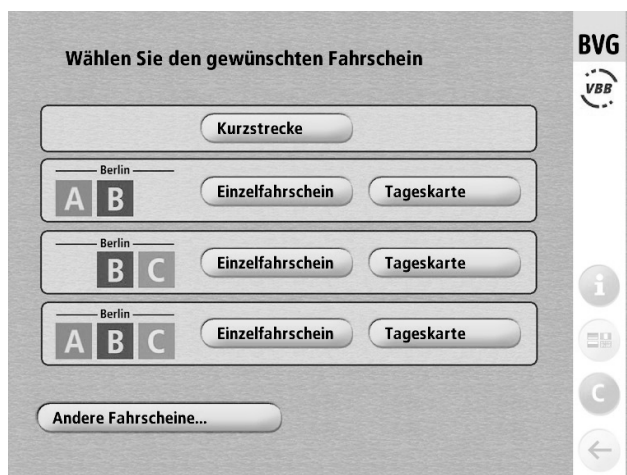 Wählen Sie den gewünschten Fahrschein
BVG
VBB
Kurzstrecke
Berlin
A B
Einzelfahrschein Tageskarte
Berlin
B C
Einzelfahrschein Tageskarte
Berlin
A B C
Einzelfahrschein Tageskarte
Andere Fahrscheine...
i
C